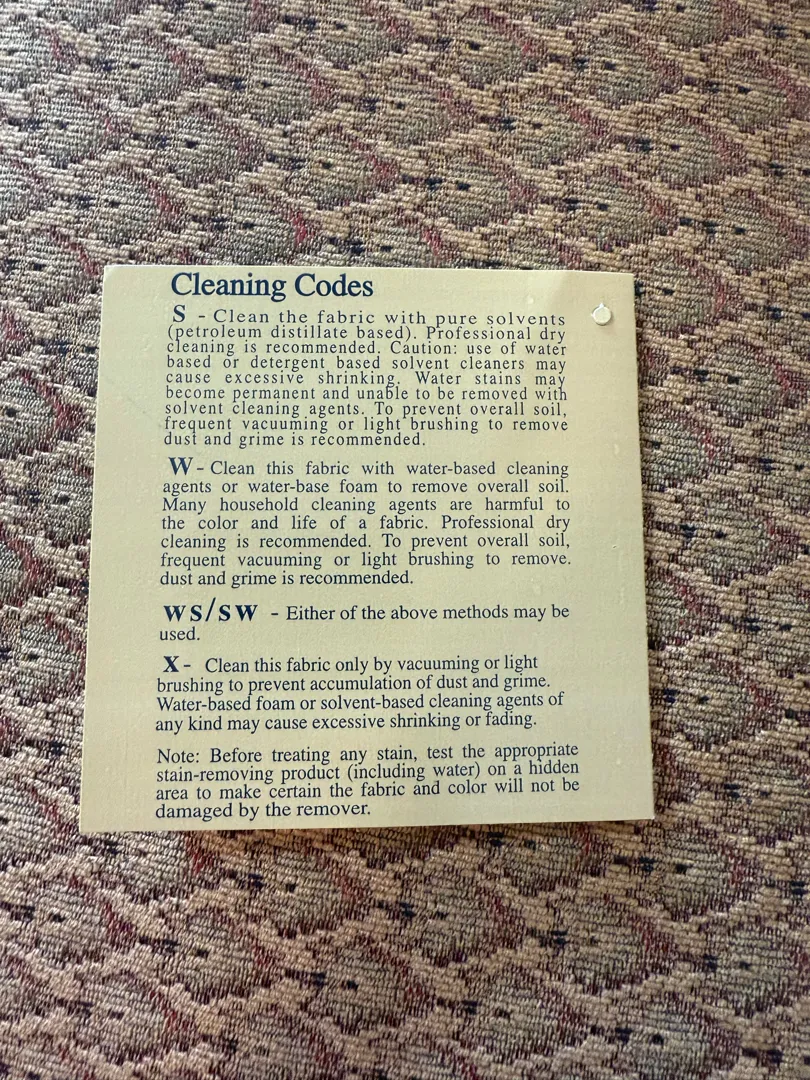 Cleaning Codes
S - Clean the fabric with pure solvents
(petroleum distillate based). Professional dry
cleaning is recommended. Caution: use of water
based or detergent based solvent cleaners may
cause excessive shrinking. Water stains may
become permanent and unable to be removed with
solvent cleaning agents. To prevent overall soil,
frequent vacuuming or light brushing to remove
dust and grime is recommended.
W - Clean this fabric with water-based cleaning
agents or water-base foam to remove overall soil.
Many household cleaning agents are harmful to
the color and life of a fabric. Professional dry
cleaning is recommended. To prevent overall soil,
frequent vacuuming or light brushing to remove.
dust and grime is recommended.
WS/SW - Either of the above methods may be
used.
X - Clean this fabric only by vacuuming or light
brushing to prevent accumulation of dust and grime.
Water-based foam or solvent-based cleaning agents of
any kind may cause excessive shrinking or fading.
Note: Before treating any stain, test the appropriate
stain-removing product (including water) on a hidden
area to make certain the fabric and color will not be
damaged by the remover.